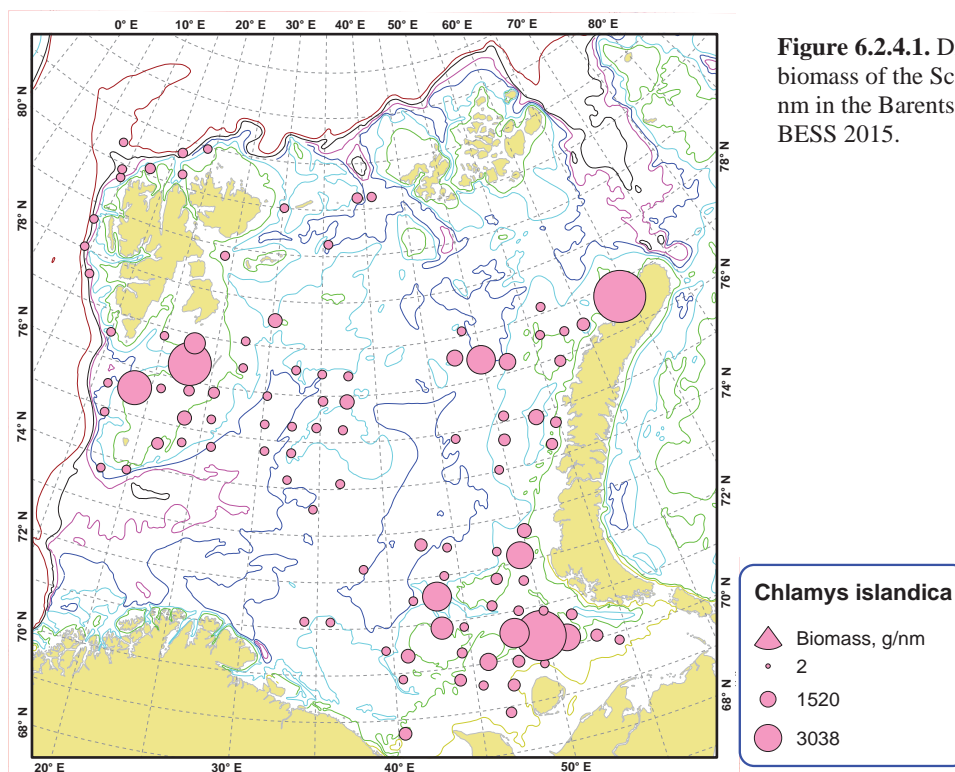 0° E 10° E 20° E 30° E 40° E 50° E 60° E 70° E 80° E
Figure 6.2.4.1. D
biomass of the Sc
nm in the Barents
BESS 2015.
80° N
78° N
76° N
74° N
72° N
70° N
68° N
78° N
76° N
74° N
72° N
70° N
68° N
20° E 30° E 40° E 50° E
Chlamys islandica
Biomass, g/nm
2
1520
3038